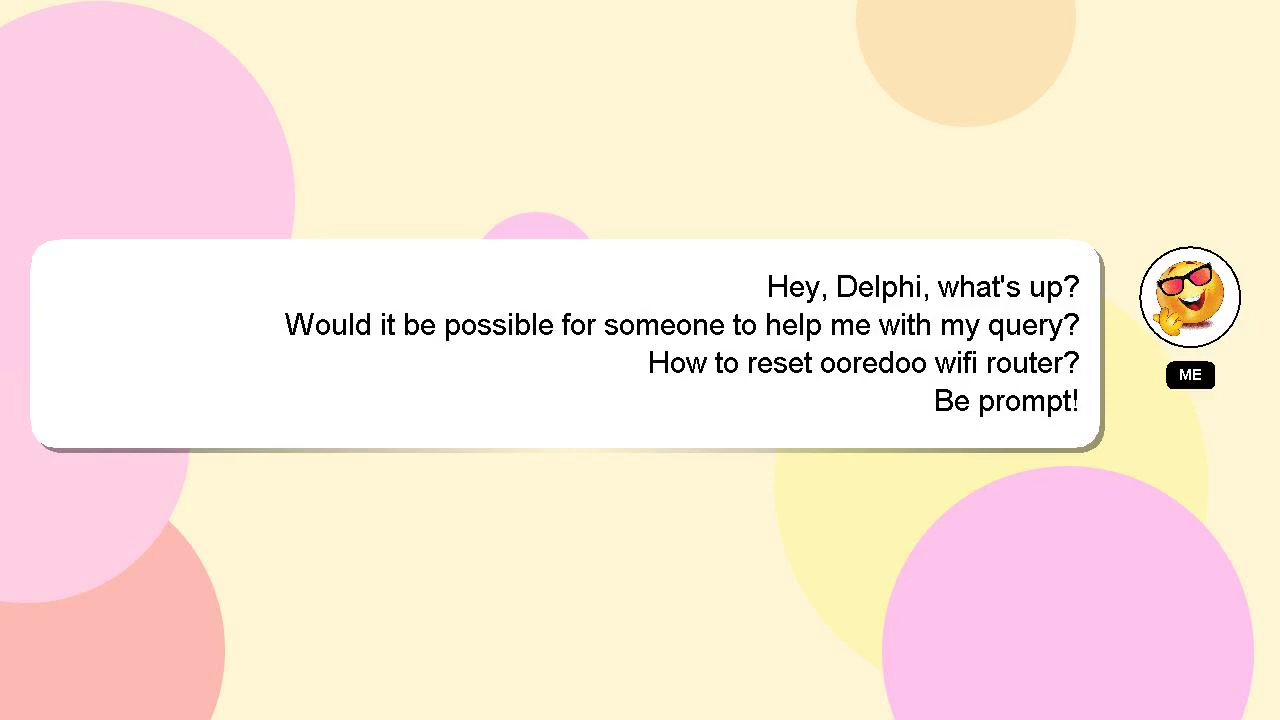 Hey, Delphi, what's up?
Would it be possible for someone to help me with my query?
How to reset ooredoo wifi router?
Be prompt!
ME